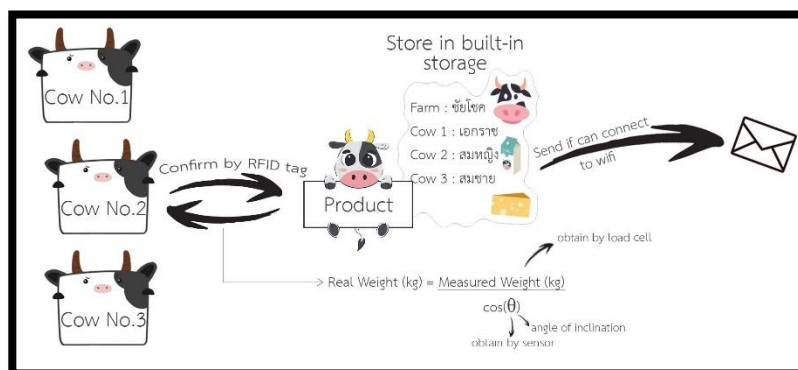 Cow No.1
Cow No.2
Cow No.3
Confirm by RFID tag
Product
Store in built-in
storage
Farm : ชัยโชค
Cow 1 : เอกราช
Cow 2 : สมหญิง
Cow 3 : สมชาย
Send if can connect
to wifi
> Real Weight (kg) = Measured Weight (kg)
cos(θ)
obtain by load cell
angle of inclination
obtain by sensor